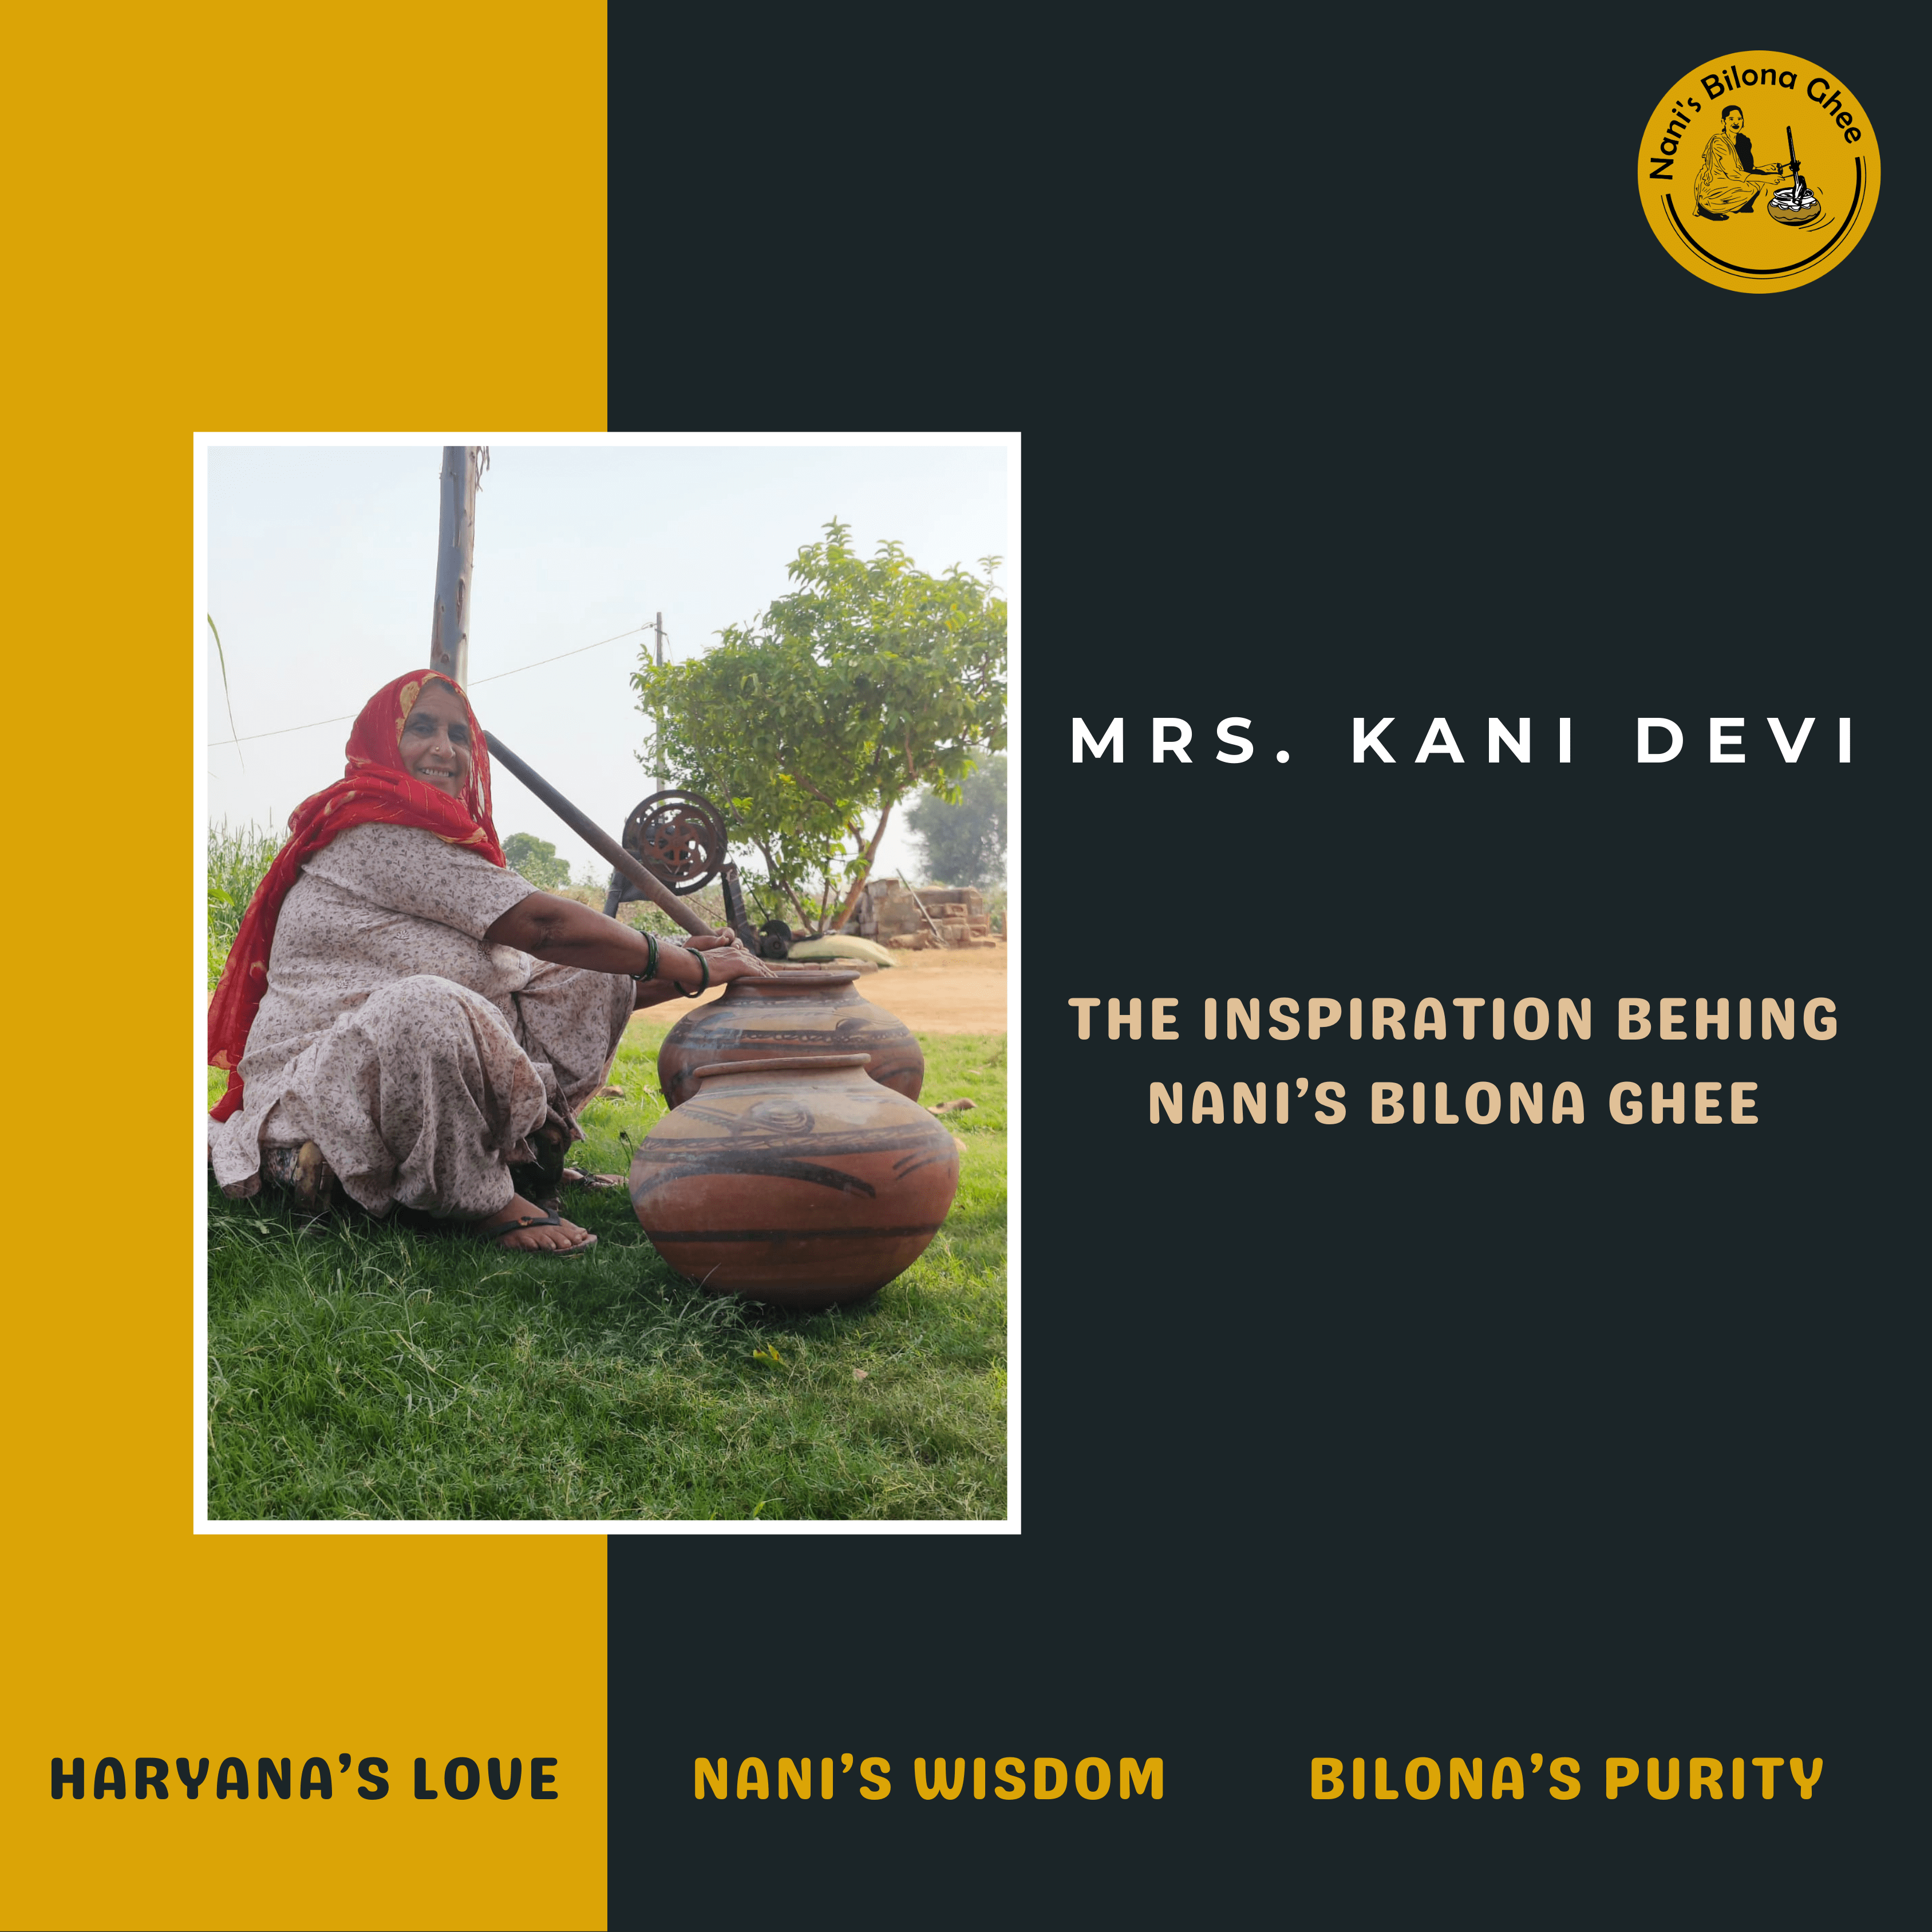 Nani's Bilona Ghee
MRS. KANI DEVI
THE INSPIRATION BEHING
NANI’S BILONA GHEE
HARYANA’S LOVE
NANI’S WISDOM
BILONA’S PURITY